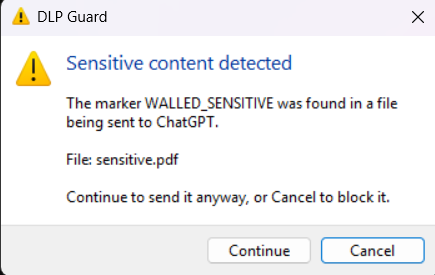 DLP Guard
Sensitive content detected
The marker WALLED_SENSITIVE was found in a file
being sent to ChatGPT.
File: sensitive.pdf
Continue to send it anyway, or Cancel to block it.
Continue
Cancel